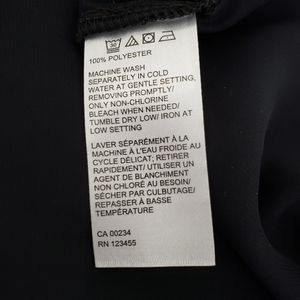 30
100% POLYESTER
MACHINE WASH
SEPARATELY IN COLD
WATER AT GENTLE SETTING,
REMOVING PROMPTLY/
ONLY NON-CHLORINE
BLEACH WHEN NEEDED/
TUMBLE DRY LOW/ IRON AT
LOW SETTING
LAVER SÉPARÉMENT À LA
MACHINE À L'EAU FROIDE AU
CYCLE DÉLICAT; RETIRER
RAPIDEMENT/ UTILISER UN
AGENT DE BLANCHIMENT
NON CHLORÉ AU BESOIN/
SÉCHER PAR CULBUTAGE/
REPASSER À BASSE
TEMPÉRATURE
CA 00234
RN 123455